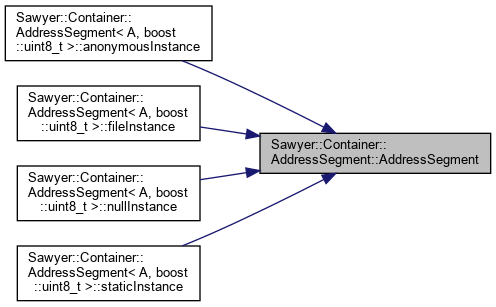 Sawyer::Container::
AddressSegment< A, boost
::uint8_t >::anonymousInstance
Sawyer::Container::
AddressSegment< A, boost
::uint8_t >::fileInstance
Sawyer::Container::
AddressSegment::AddressSegment
Sawyer::Container::
AddressSegment< A, boost
::uint8_t >::nullInstance
Sawyer::Container::
AddressSegment< A, boost
::uint8_t >::staticInstance